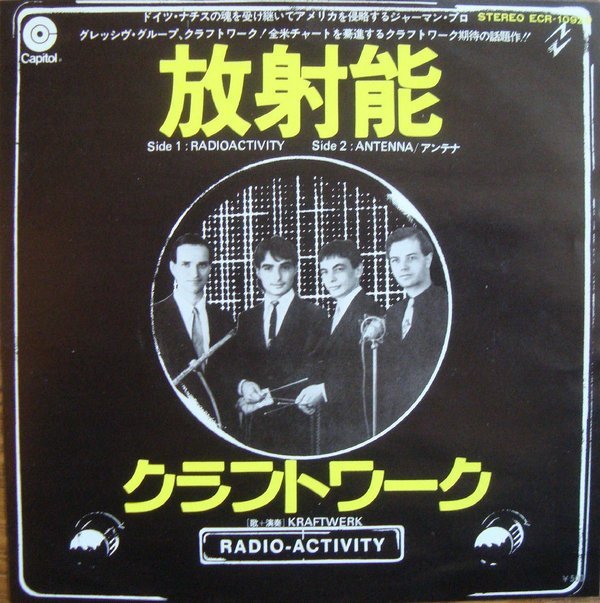 Capitol
ドイツ・ナチスの魂を受け継いでアメリカを侵略するジャーマン・プロ
グレッシヴ・グループ、クラフトワーク!全米チャートを驀進するクラフトワーク期待の話題作!!
STEREO ECR-1092
放射能
Side 1 : RADIOACTIVITY Side 2 : ANTENNA/アンテナ
クラフトワーク
[歌+演奏] KRAFTWERK
RADIO-ACTIVITY